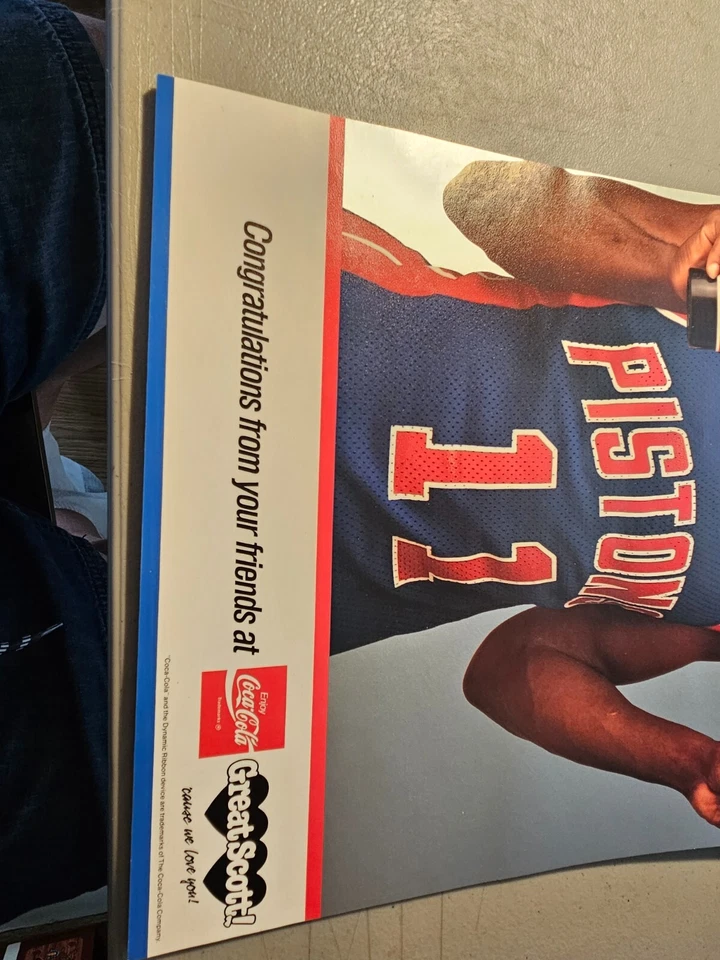 PISTONS
11
Congratulations from your friends at
Enjoy
Coca-Cola
Trademark ®
Great Scott!
'cause we love you!
"Coca-Cola" and the Dynamic Ribbon device are trademarks of The Coca-Cola Company.